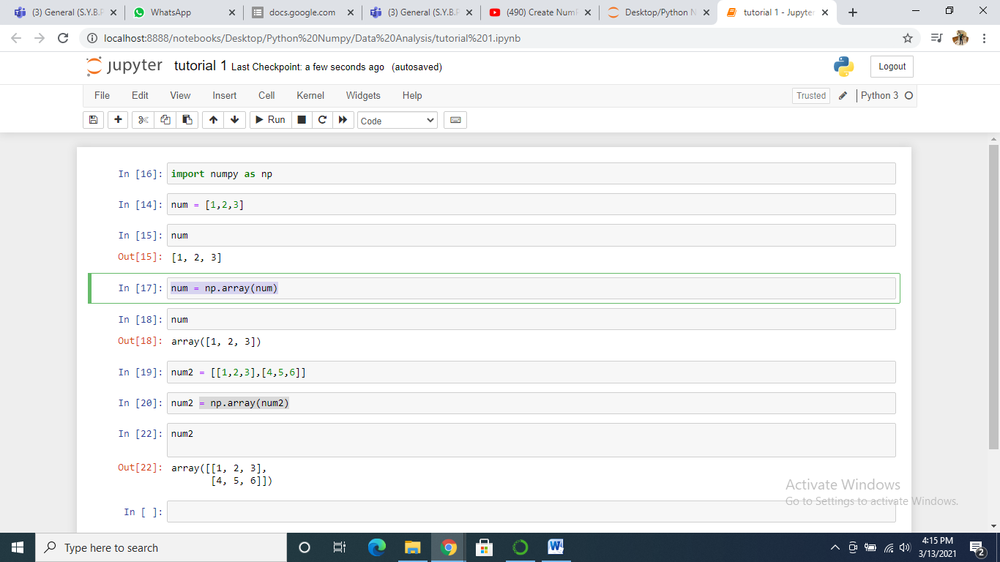 (3) General (S.Y.B.F
WhatsApp
docs.google.com
(3) General (S.Y.B.F
(490) Create NumF
Desktop/Python N
tutorial 1 - Jupyter
localhost:8888/notebooks/Desktop/Python%20Numpy/Data%20Analysis/tutorial%201.ipynb
jupyter tutorial 1 Last Checkpoint: a few seconds ago (autosaved)
Logout
File Edit View Insert Cell Kernel Widgets Help
Trusted
Python 3
Run
Code
In [16]: import numpy as np
In [14]: num = [1,2,3]
In [15]: num
Out[15]: [1, 2, 3]
In [17]: num = np.array(num)
In [18]: num
Out[18]: array([1, 2, 3])
In [19]: num2 = [[1,2,3],[4,5,6]]
In [20]: num2 = np.array(num2)
In [22]: num2
Out[22]: array([[1, 2, 3],
[4, 5, 6]])
In [ ]:
Activate Windows
Go to Settings to activate Windows.
Type here to search
4:15 PM
3/13/2021
2